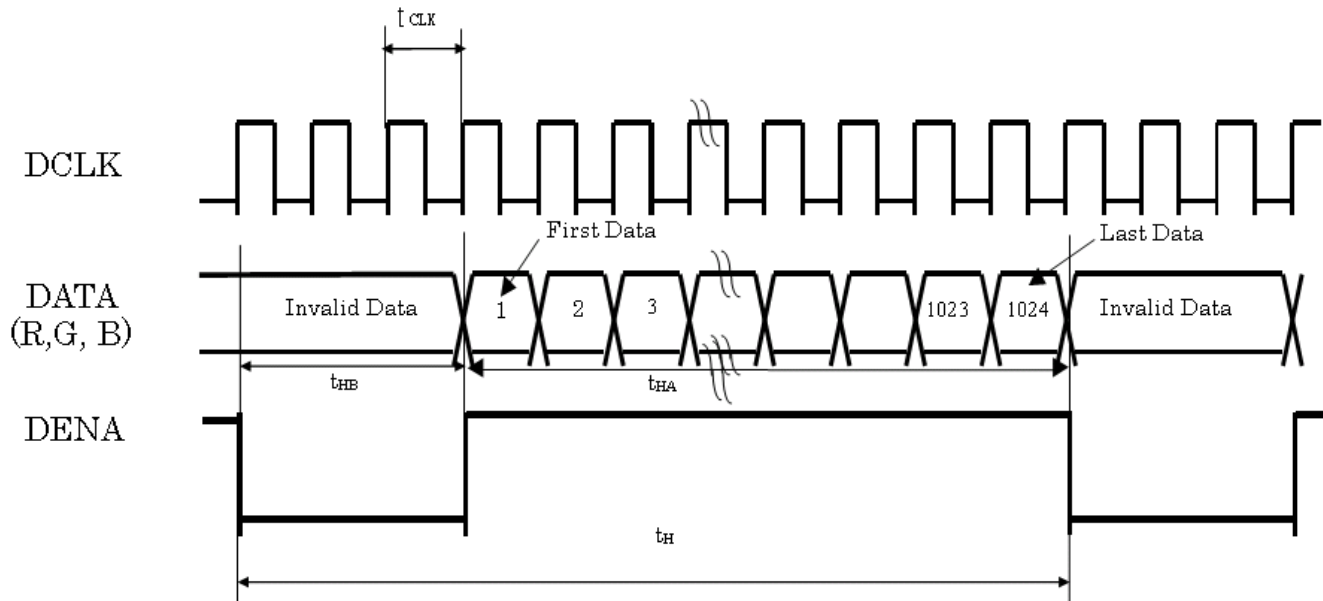 t CLK
DCLK
First Data
Last Data
DATA
(R,G, B)
Invalid Data
1
2
3
1023
1024
Invalid Data
tHB
tHA
DENA
tH